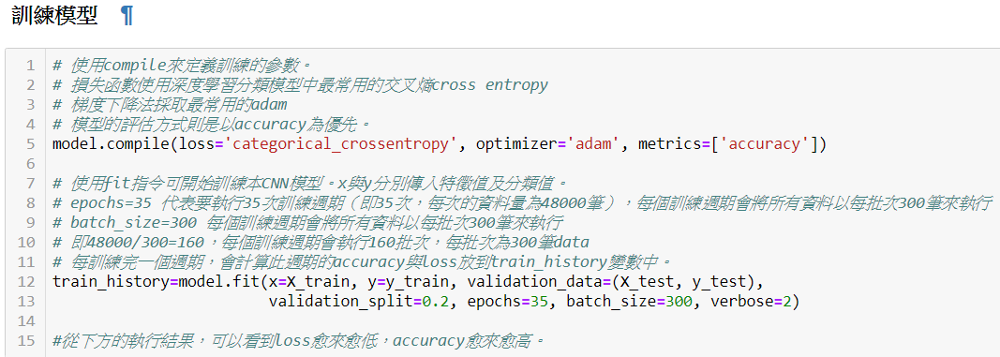 訓練模型 ¶
1 # 使用compile來定義訓練的參數。
2 # 損失函數使用深度學習分類模型中最常用的交叉熵cross entropy
3 # 梯度下降法採取最常用的adam
4 # 模型的評估方式則是以accuracy為優先。
5 model.compile(loss='categorical_crossentropy', optimizer='adam', metrics=['accuracy'])
6
7 # 使用fit指令可開始訓練本CNN模型。x與y分別傳入特徵值及分類值。
8 # epochs=35 代表要執行35次訓練週期（即35次，每次的資料量為48000筆），每個訓練週期會將所有資料以每批次300筆來執行
9 # batch_size=300 每個訓練週期會將所有資料以每批次300筆來執行
10 # 即48000/300=160，每個訓練週期會執行160批次，每批次為300筆data
11 # 每訓練完一個週期，會計算此週期的accuracy與loss放到train_history變數中。
12 train_history=model.fit(x=X_train, y=y_train, validation_data=(X_test, y_test),
13 validation_split=0.2, epochs=35, batch_size=300, verbose=2)
14
15 #從下方的執行結果，可以看到loss愈來愈低，accuracy愈來愈高。